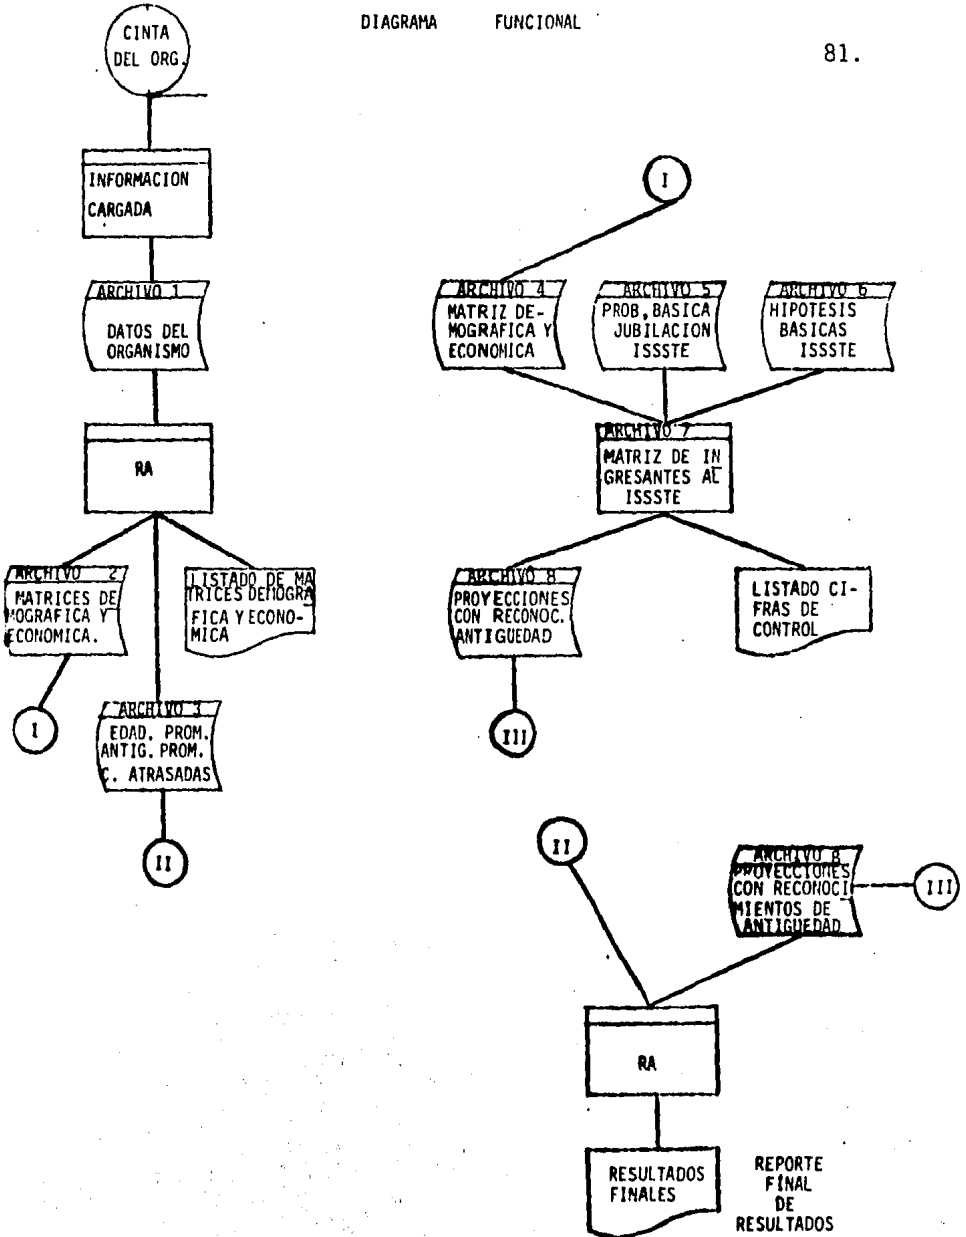 DIAGRAMA FUNCIONAL
81.
CINTA
DEL ORG.
INFORMACION
CARGADA
ARCHIVO 1
DATOS DEL
ORGANISMO
RA
ARCHIVO 2
MATRICES DE
MOGRAFICA Y
ECONOMICA.
LISTADO DE MA
TRICES DEMOGRA
FICA Y ECONO-
MICA
I
ARCHIVO 3
EDAD. PROM.
ANTIG. PROM.
C. ATRASADAS
II
I
ARCHIVO 4
MATRIZ DE-
MOGRAFICA Y
ECONOMICA
ARCHIVO 5
PROB, BASICA
JUBILACION
ISSSTE
ARCHIVO 6
HIPOTESIS
BASICAS
ISSSTE
ARCHIVO 7
MATRIZ DE IN
GRESANTES AL
ISSSTE
ARCHIVO 8
PROYECCIONES
CON RECONOC.
ANTIGUEDAD
LISTADO CI-
FRAS DE
CONTROL
III
II
ARCHIVO 8
PROYECCIONES
CON RECONOCI
MIENTOS DE
ANTIGUEDAD
III
RA
RESULTADOS
FINALES
REPORTE
FINAL
DE
RESULTADOS